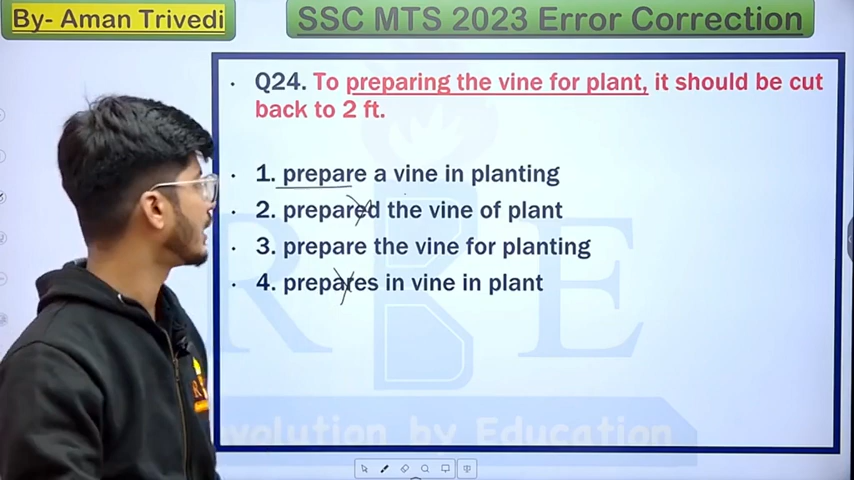 By- Aman Trivedi
SSC MTS 2023 Error Correction
• Q24. To preparing the vine for plant, it should be cut
back to 2 ft.
• 1. prepare a vine in planting
• 2. prepared the vine of plant
• 3. prepare the vine for planting
• 4. prepares in vine in plant
RBE
evolution by Education